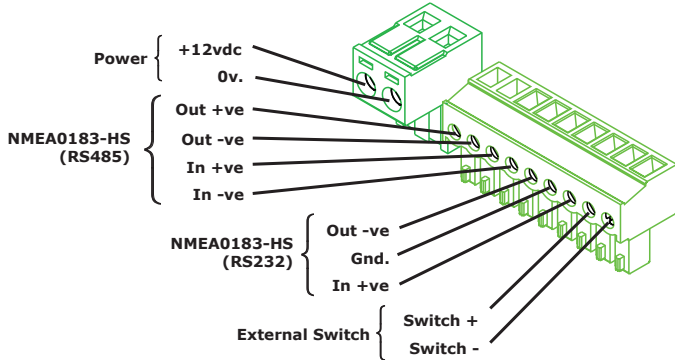 Power
+12vdc
0v.
NMEA0183-HS
(RS485)
Out +ve
Out -ve
In +ve
In -ve
NMEA0183-HS
(RS232)
Out -ve
Gnd.
In +ve
External Switch
Switch +
Switch -